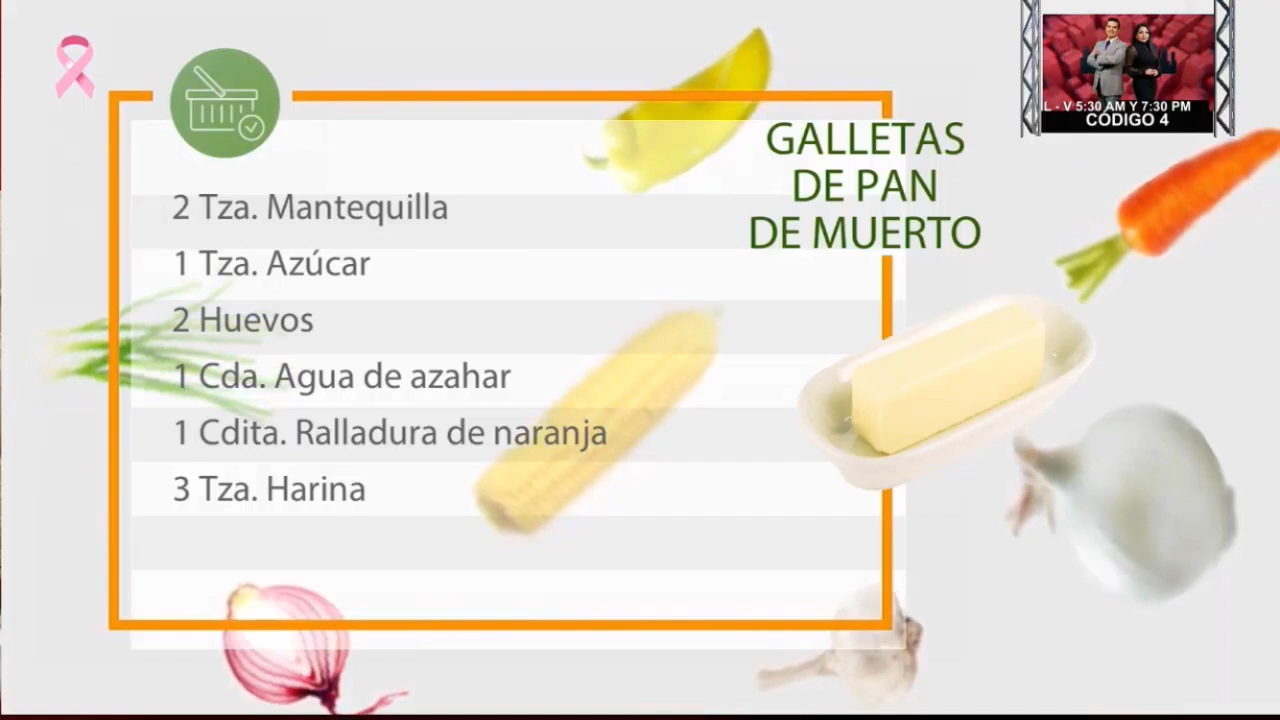 L - V 5:30 AM Y 7:30 PM
CÓDIGO 4
GALLETAS
DE PAN
DE MUERTO
2 Tza. Mantequilla
1 Tza. Azúcar
2 Huevos
1 Cda. Agua de azahar
1 Cdita. Ralladura de naranja
3 Tza. Harina